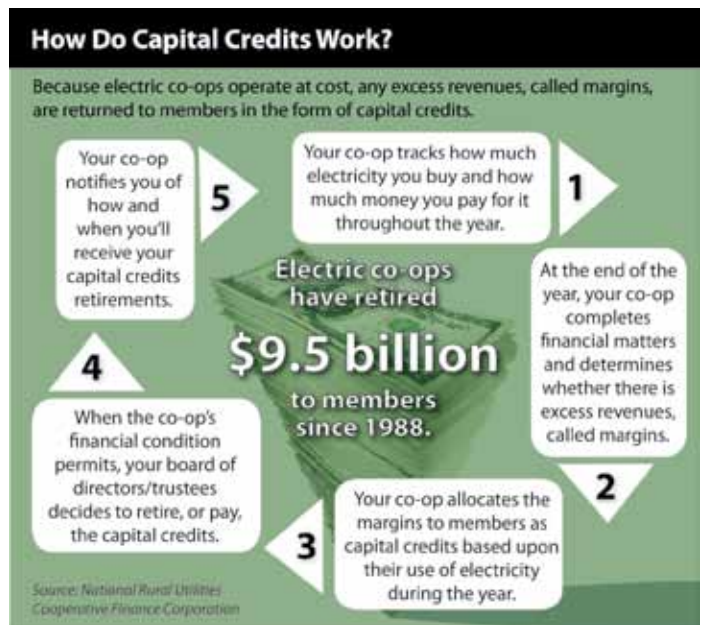 How Do Capital Credits Work?
Because electric co-ops operate at cost, any excess revenues, called margins,
are returned to members in the form of capital credits.
Your co-op tracks how much
electricity you buy and how
much money you pay for it
throughout the year.
1
At the end of the
year, your co-op
completes
financial matters
and determines
whether there is
excess revenues,
called margins.
2
Your co-op allocates the
margins to members as
capital credits based upon
their use of electricity
during the year.
3
When the co-op's
financial condition
permits, your board of
directors/trustees
decides to retire, or pay,
the capital credits.
4
Your co-op
notifies you of
how and
when you'll
receive your
capital credits
retirements.
5
Electric co-ops
have retired
$9.5 billion
to members
since 1988.
Source: National Rural Utilities
Cooperative Finance Corporation